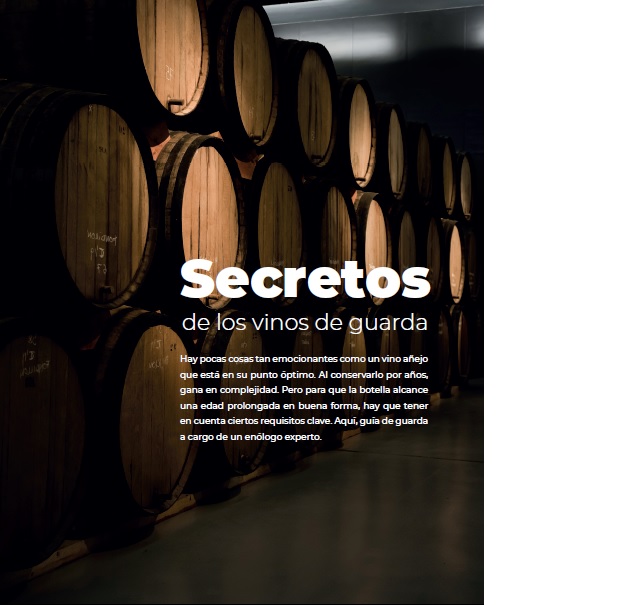 Secretos
de los vinos de guarda
Hay pocas cosas tan emocionantes como un vino añejo
que está en su punto óptimo. Al conservarlo por años,
gana en complejidad. Pero para que la botella alcance
una edad prolongada en buena forma, hay que tener
en cuenta ciertos requisitos clave. Aquí, guía de guarda
a cargo de un enólogo experto.